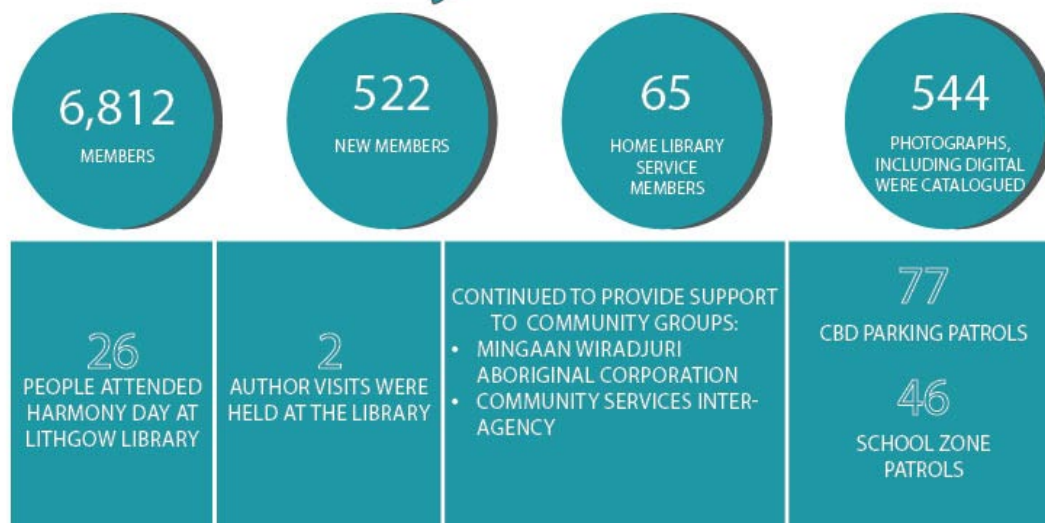 6,812
MEMBERS
522
NEW MEMBERS
65
HOME LIBRARY
SERVICE
MEMBERS
544
PHOTOGRAPHS,
INCLUDING DIGITAL
WERE CATALOGUED
26
PEOPLE ATTENDED
HARMONY DAY AT
LITHGOW LIBRARY
2
AUTHOR VISITS WERE
HELD AT THE LIBRARY
CONTINUED TO PROVIDE SUPPORT
TO COMMUNITY GROUPS:
• MINGAAN WIRADJURI
ABORIGINAL CORPORATION
• COMMUNITY SERVICES INTER-
AGENCY
77
CBD PARKING PATROLS
46
SCHOOL ZONE
PATROLS